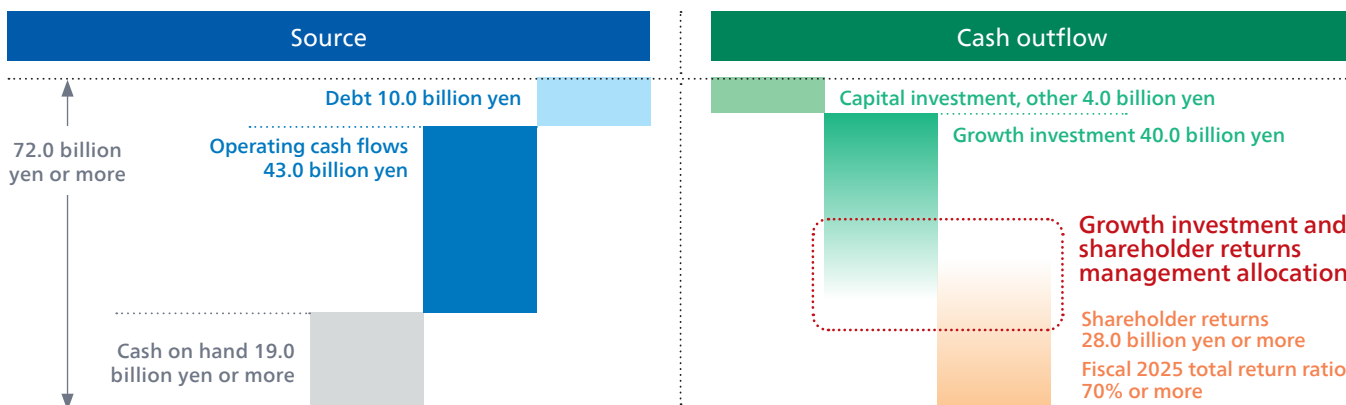 Source
Debt 10.0 billion yen
Operating cash flows
43.0 billion yen
72.0 billion
yen or more
Cash on hand 19.0
billion yen or more
Cash outflow
Capital investment, other 4.0 billion yen
Growth investment 40.0 billion yen
Growth investment and
shareholder returns
management allocation
Shareholder returns
28.0 billion yen or more
Fiscal 2025 total return ratio
70% or more